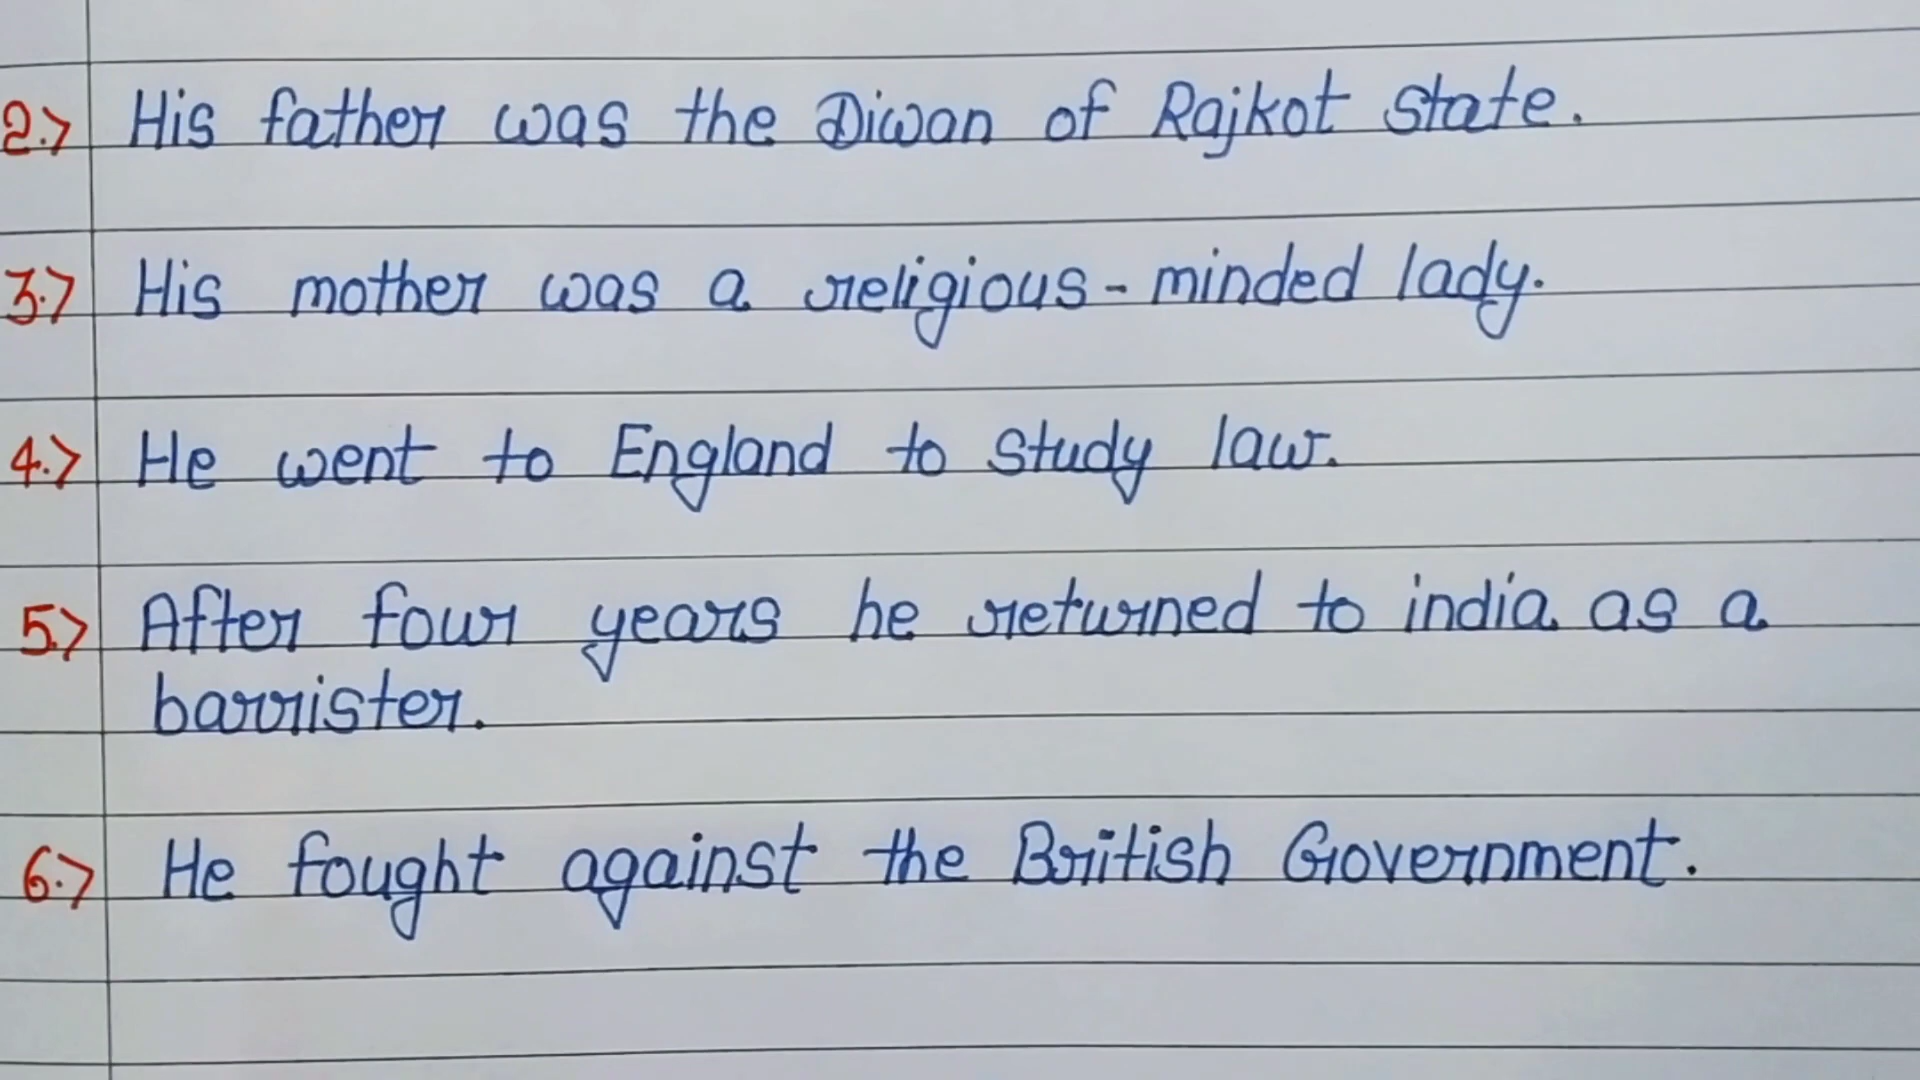 2.> His father was the Diwan of Rajkot state.
3.> His mother was a religious-minded lady.
4.> He went to England to study law.
5.> After four years he returned to india as a
barrister.
6.> He fought against the British Government.